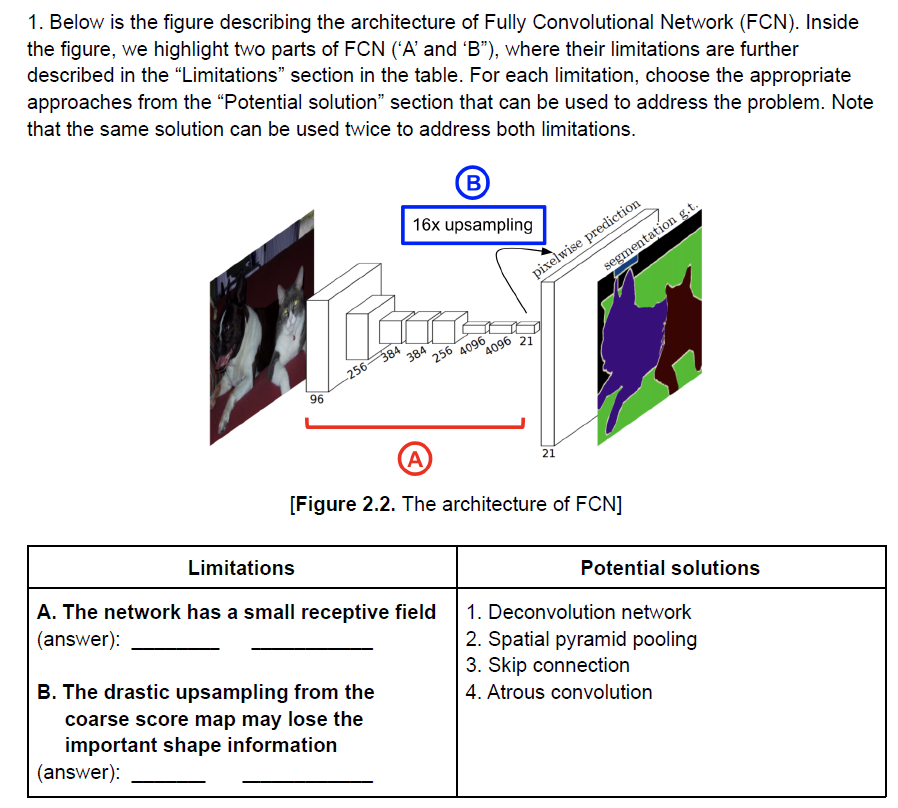 1. Below is the figure describing the architecture of Fully Convolutional Network (FCN). Inside
the figure, we highlight two parts of FCN (‘A’ and ‘B”), where their limitations are further
described in the “Limitations” section in the table. For each limitation, choose the appropriate
approaches from the “Potential solution” section that can be used to address the problem. Note
that the same solution can be used twice to address both limitations.
B
16x upsampling
pixelwise prediction
segmentation g.t.
96
256
384
384
256
4096
4096
21
21
A
[Figure 2.2. The architecture of FCN]
Limitations
A. The network has a small receptive field
(answer): ________ ___________
B. The drastic upsampling from the
coarse score map may lose the
important shape information
(answer): _______ ____________
Potential solutions
1. Deconvolution network
2. Spatial pyramid pooling
3. Skip connection
4. Atrous convolution